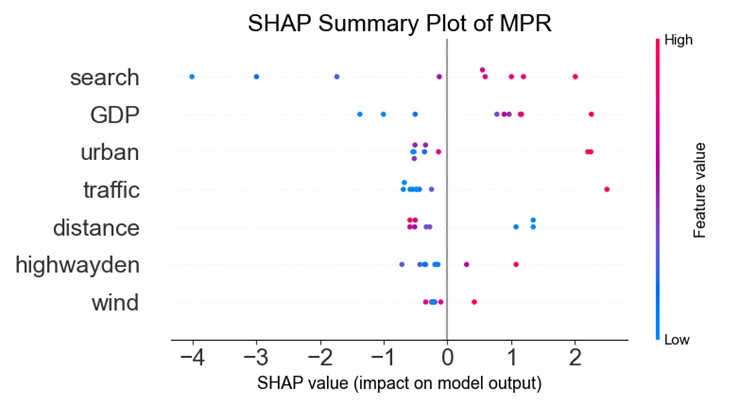 SHAP Summary Plot of MPR
High
search
GDP
urban
traffic
distance
highwayden
wind
Feature value
Low
−4 −3 −2 −1 0 1 2
SHAP value (impact on model output)